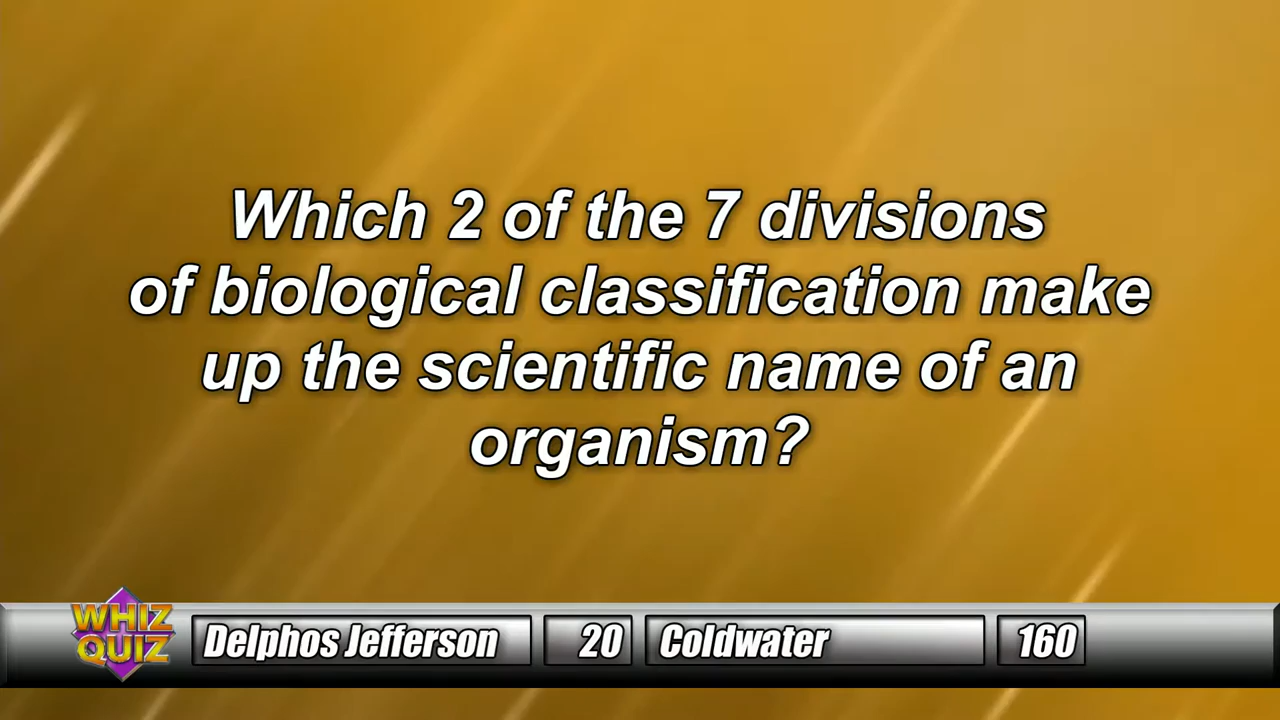 Which 2 of the 7 divisions
of biological classification make
up the scientific name of an
organism?
WHIZ
QUIZ
Delphos Jefferson 20 Coldwater 160